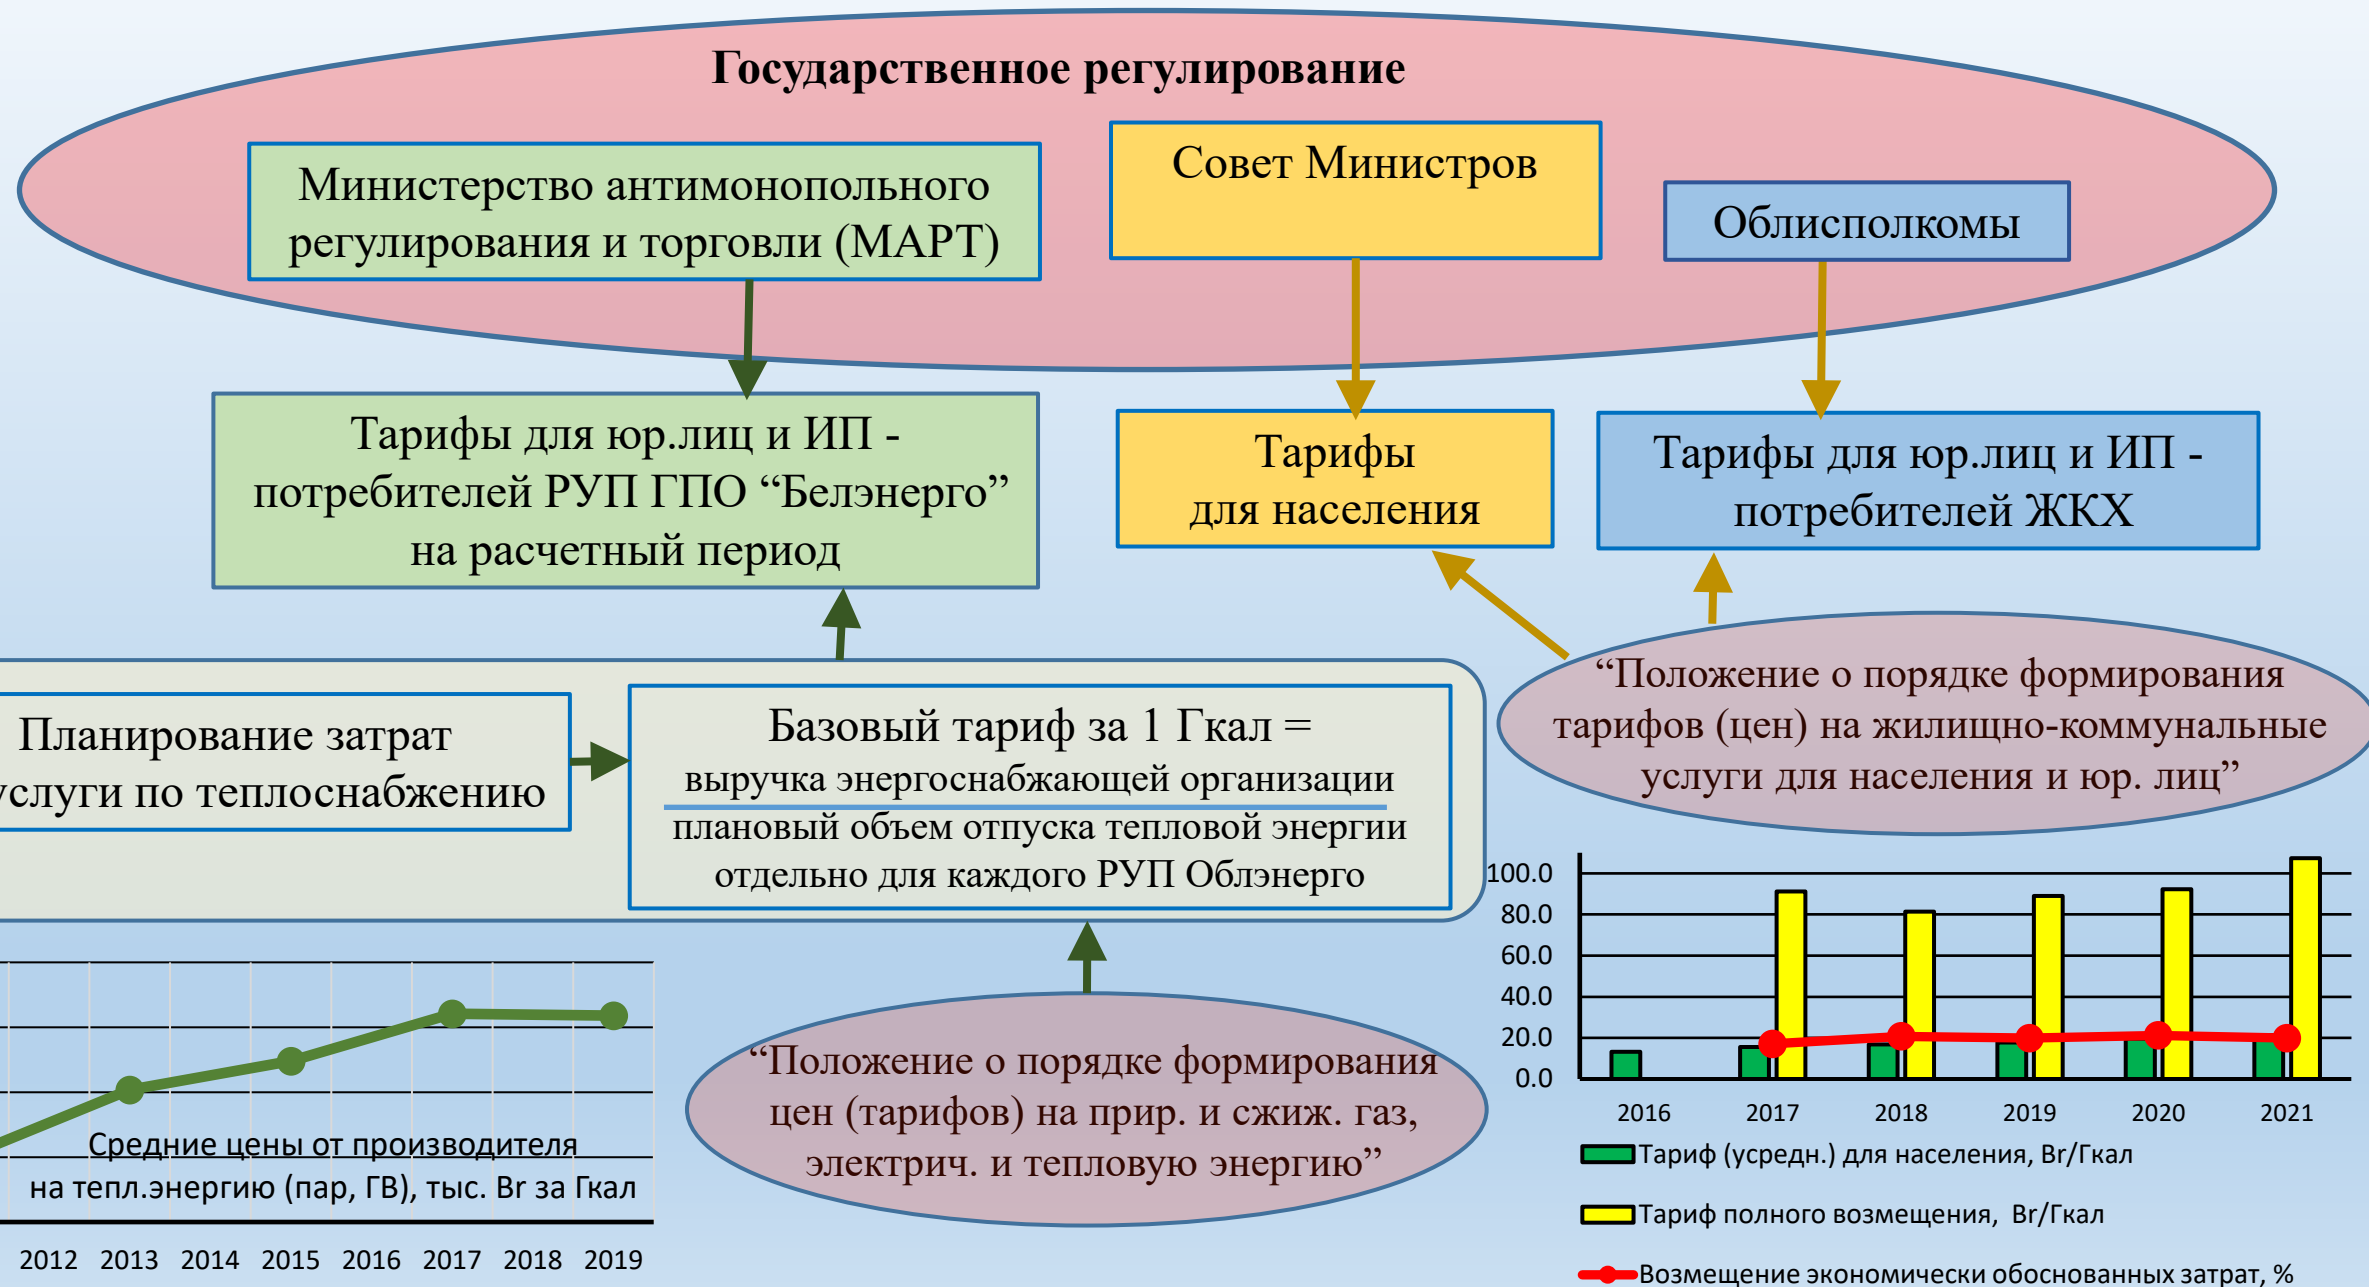 Государственное регулирование
Министерство антимонопольного
регулирования и торговли (МАРТ)
Совет Министров
Облисполкомы
Тарифы для юр.лиц и ИП -
потребителей РУП ГПО “Белэнерго”
на расчетный период
Тарифы
для населения
Тарифы для юр.лиц и ИП -
потребителей ЖКХ
Планирование затрат
услуги по теплоснабжению
Базовый тариф за 1 Гкал =
выручка энергоснабжающей организации
плановый объем отпуска тепловой энергии
отдельно для каждого РУП Облэнерго
“Положение о порядке формирования
тарифов (цен) на жилищно-коммунальные
услуги для населения и юр. лиц”
“Положение о порядке формирования
цен (тарифов) на прир. и сжиж. газ,
электрич. и тепловую энергию”
Средние цены от производителя
на тепл.энергию (пар, ГВ), тыс. Br за Гкал
2012 2013 2014 2015 2016 2017 2018 2019
100.0
80.0
60.0
40.0
20.0
0.0
2016 2017 2018 2019 2020 2021
Тариф (усредн.) для населения, Br/Гкал
Тариф полного возмещения, Br/Гкал
Возмещение экономически обоснованных затрат, %